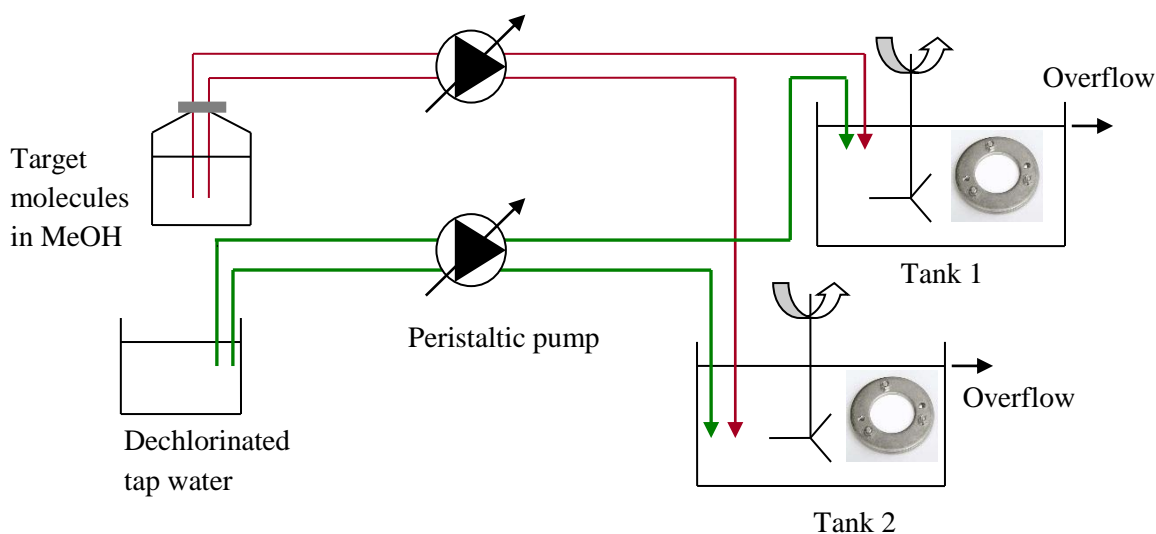 Overflow
Target
molecules
in MeOH
Tank 1
Peristaltic pump
Overflow
Dechlorinated
tap water
Tank 2